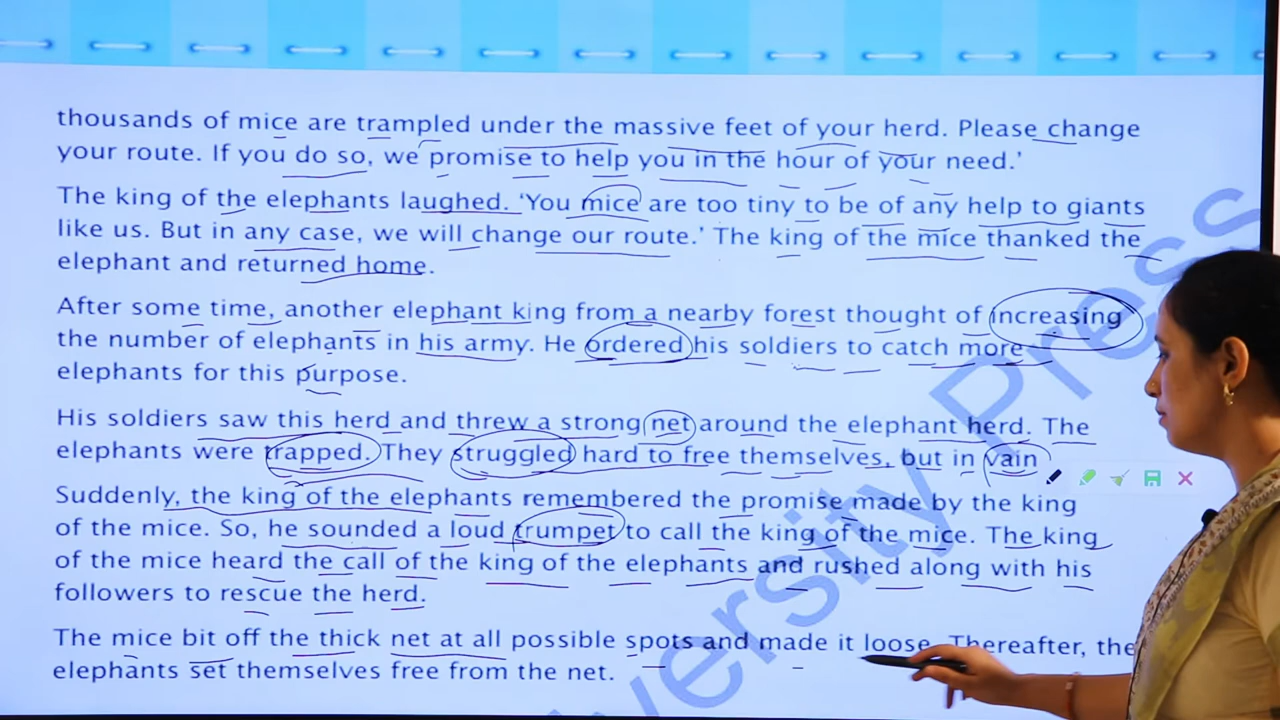 thousands of mice are trampled under the massive feet of your herd. Please change
your route. If you do so, we promise to help you in the hour of your need.'
The king of the elephants laughed. 'You mice are too tiny to be of any help to giants
like us. But in any case, we will change our route.' The king of the mice thanked the
elephant and returned home.
After some time, another elephant king from a nearby forest thought of increasing
the number of elephants in his army. He ordered his soldiers to catch more
elephants for this purpose.
His soldiers saw this herd and threw a strong net around the elephant herd. The
elephants were trapped. They struggled hard to free themselves, but in vain
Suddenly, the king of the elephants remembered the promise made by the king
of the mice. So, he sounded a loud trumpet to call the king of the mice. The king
of the mice heard the call of the king of the elephants and rushed along with his
followers to rescue the herd.
The mice bit off the thick net at all possible spots and made it loose. Thereafter, the
elephants set themselves free from the net.
versity Press